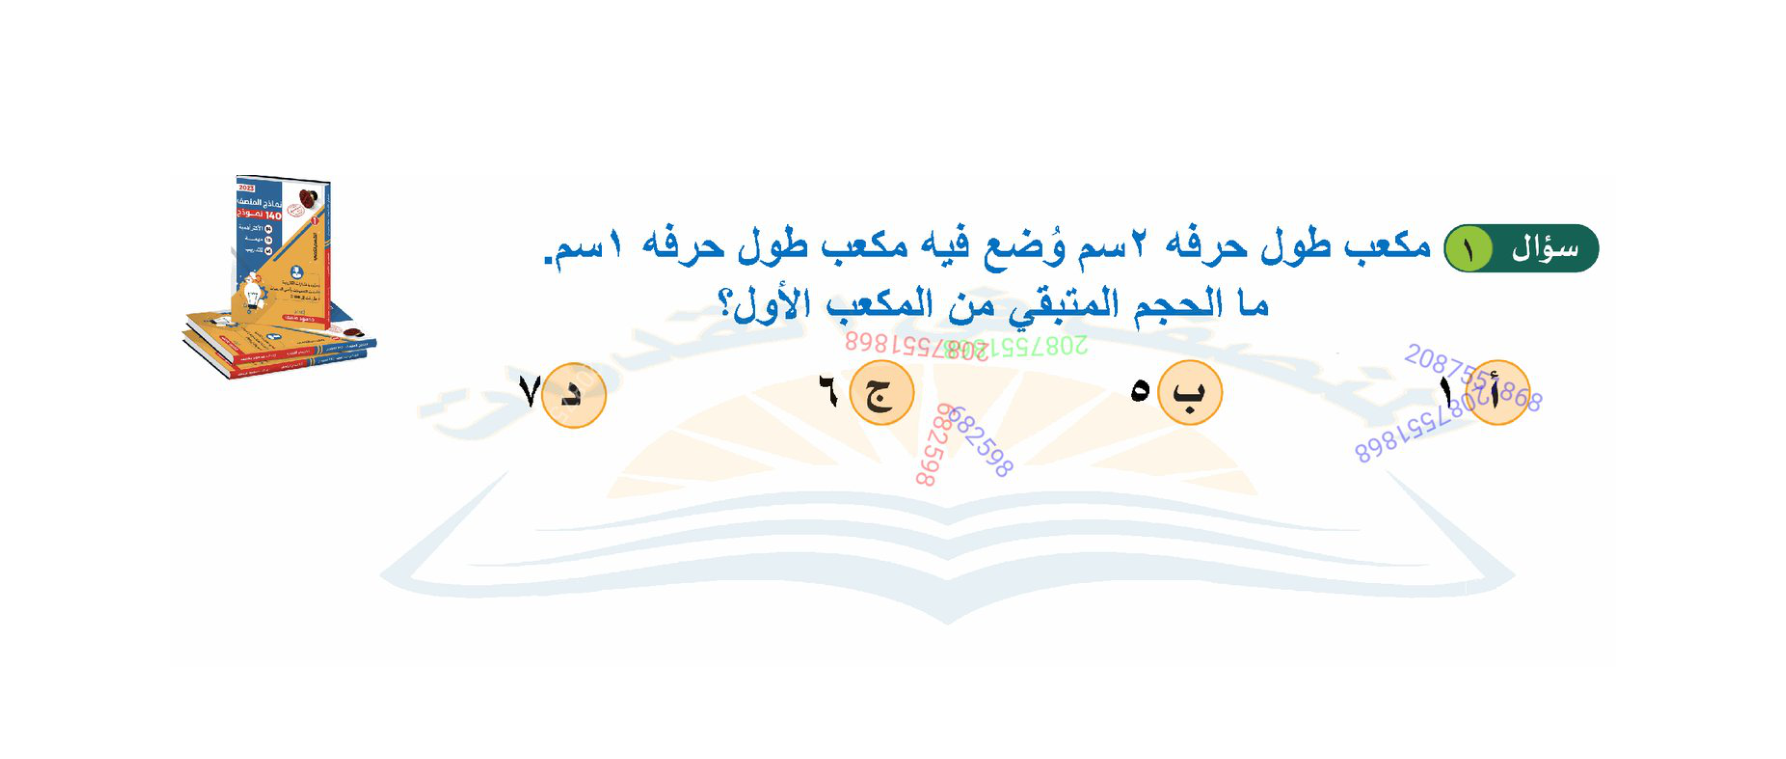 سؤال ١ مكعب طول حرفه ٢سم وُضع فيه مكعب طول حرفه ١سم.
ما الحجم المتبقي من المكعب الأول؟
أ ١
ب ٥
ج ٦
د ٧
2087551868
2087551868
2087551868
2087551868
682598
682598
2023
نماذج المنصف
140 نموذج